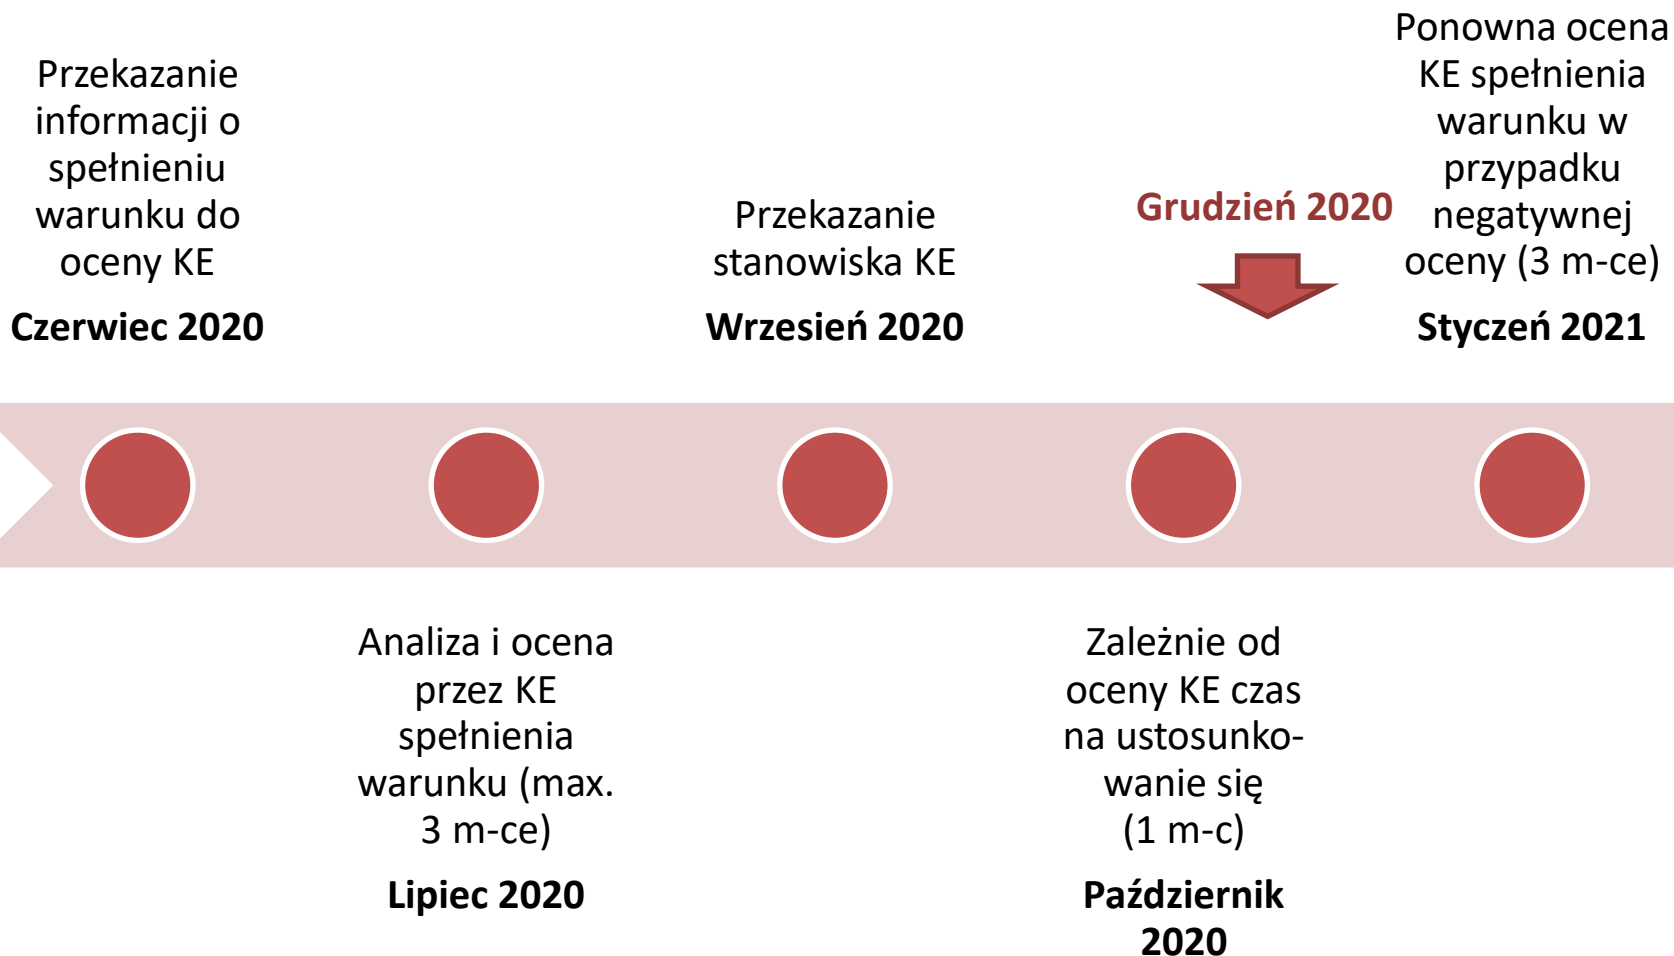 Przekazanie
informacji o
spełnieniu
warunku do
oceny KE
Czerwiec 2020
Analiza i ocena
przez KE
spełnienia
warunku (max.
3 m-ce)
Lipiec 2020
Przekazanie
stanowiska KE
Wrzesień 2020
Zależnie od
oceny KE czas
na ustosunko-
wanie się
(1 m-c)
Październik
2020
Grudzień 2020
Ponowna ocena
KE spełnienia
warunku w
przypadku
negatywnej
oceny (3 m-ce)
Styczeń 2021